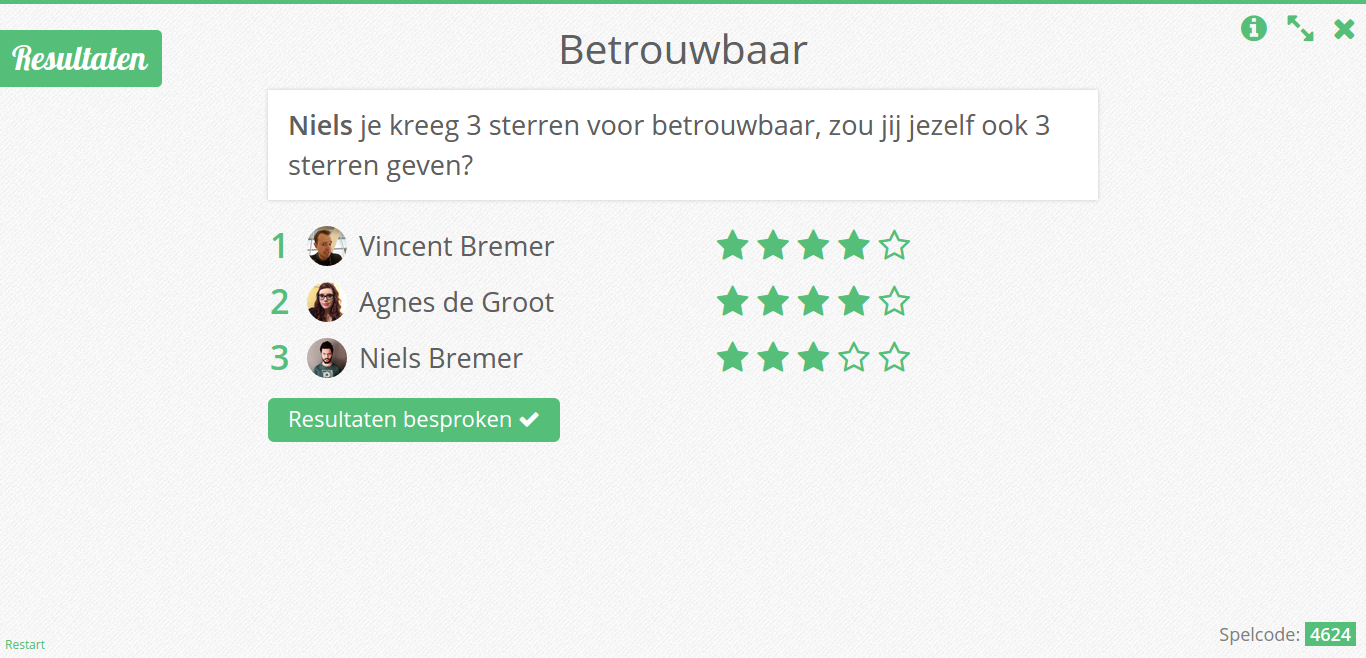 Resultaten
Betrouwbaar
Niels je kreeg 3 sterren voor betrouwbaar, zou jij jezelf ook 3
sterren geven?
1 Vincent Bremer
2 Agnes de Groot
3 Niels Bremer
Resultaten besproken
Spelcode: 4624
Restart